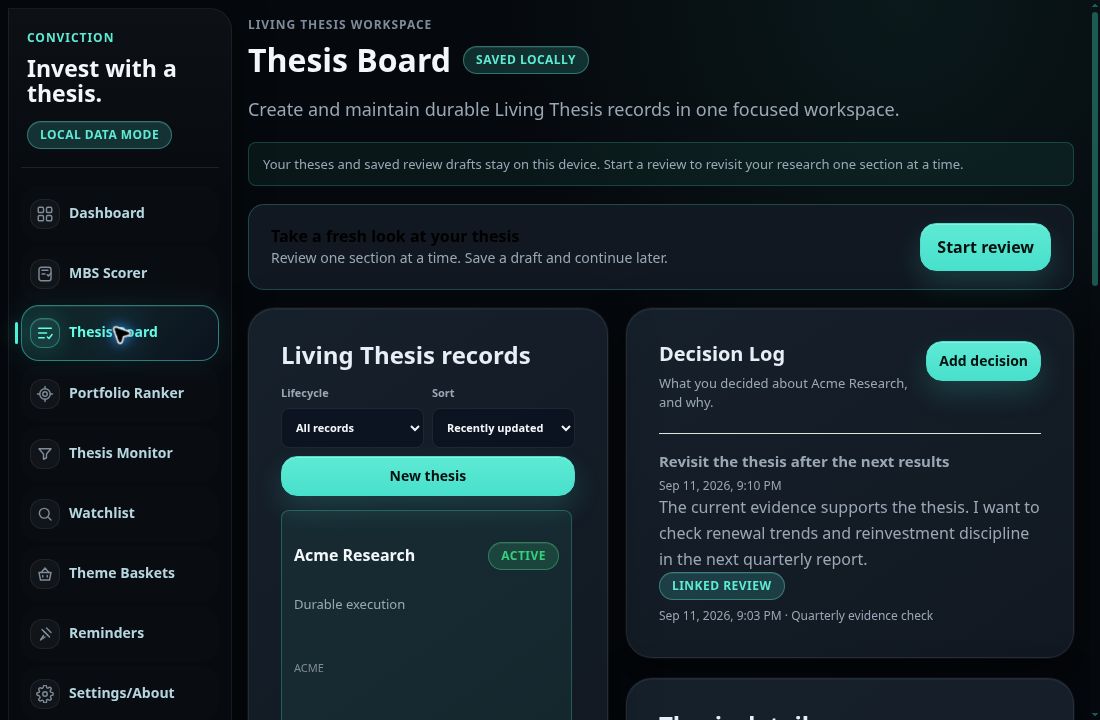 CONVICTION
Invest with a
thesis.
LOCAL DATA MODE
Dashboard
MBS Scorer
Thesis Board
Portfolio Ranker
Thesis Monitor
Watchlist
Theme Baskets
Reminders
Settings/About
LIVING THESIS WORKSPACE
Thesis Board
SAVED LOCALLY
Create and maintain durable Living Thesis records in one focused workspace.
Your theses and saved review drafts stay on this device. Start a review to revisit your research one section at a time.
Take a fresh look at your thesis
Review one section at a time. Save a draft and continue later.
Start review
Living Thesis records
Lifecycle
Sort
All records
Recently updated
New thesis
Acme Research
ACTIVE
Durable execution
ACME
Decision Log
Add decision
What you decided about Acme Research,
and why.
Revisit the thesis after the next results
Sep 11, 2026, 9:10 PM
The current evidence supports the thesis. I want to
check renewal trends and reinvestment discipline
in the next quarterly report.
LINKED REVIEW
Sep 11, 2026, 9:03 PM · Quarterly evidence check